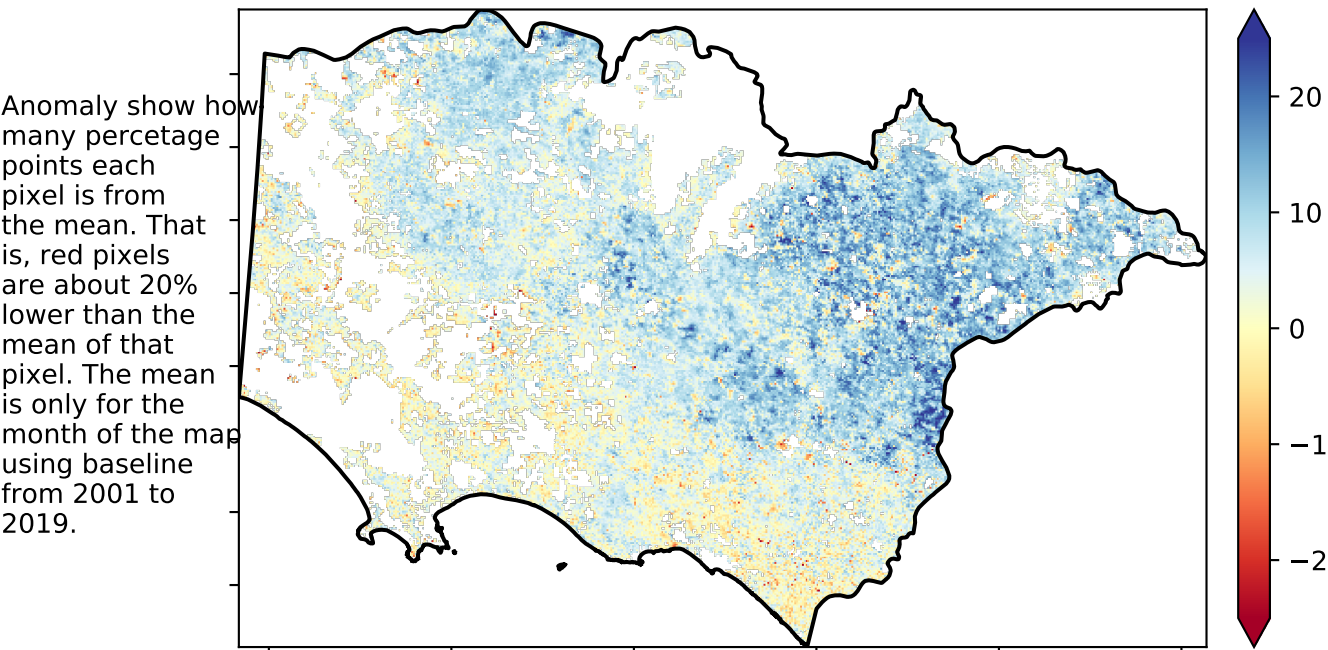 Anomaly show how
many percetage
points each
pixel is from
the mean. That
is, red pixels
are about 20%
lower than the
mean of that
pixel. The mean
is only for the
month of the map
using baseline
from 2001 to
2019.
20
10
0
−1
−2